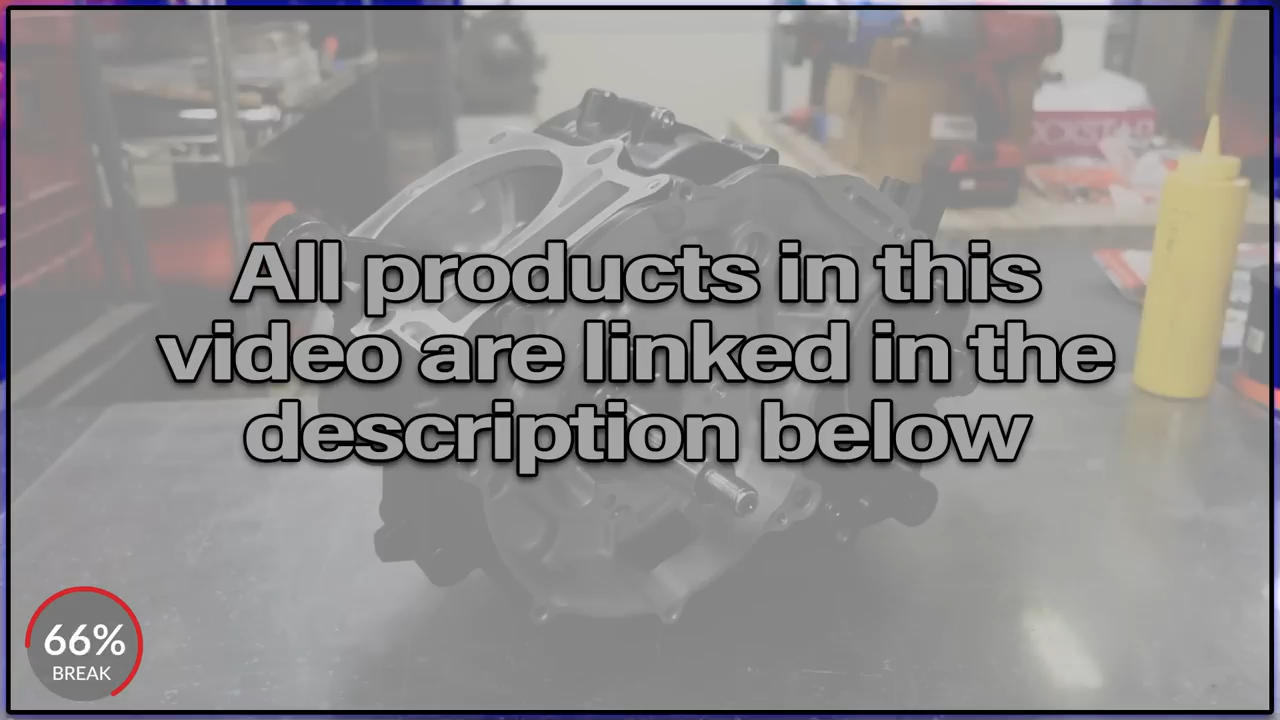 All products in this
video are linked in the
description below
66%
BREAK